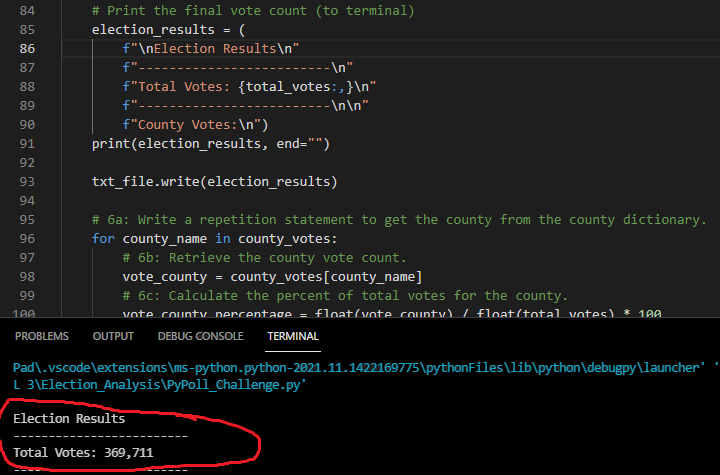 84 # Print the final vote count (to terminal)
85 election_results = (
86 f"\nElection Results\n"
87 f"-------------------------\n"
88 f"Total Votes: {total_votes:,}\n"
89 f"-------------------------\n\n"
90 f"County Votes:\n")
91 print(election_results, end="")
92
93 txt_file.write(election_results)
94
95 # 6a: Write a repetition statement to get the county from the county dictionary.
96 for county_name in county_votes:
97 # 6b: Retrieve the county vote count.
98 vote_county = county_votes[county_name]
99 # 6c: Calculate the percent of total votes for the county.
100 vote_county_percentage = float(vote_county) / float(total_votes) * 100
PROBLEMS OUTPUT DEBUG CONSOLE TERMINAL
Pad\.vscode\extensions\ms-python.python-2021.11.1422169775\pythonFiles\lib\python\debugpy\launcher' '
L 3\Election_Analysis\PyPoll_Challenge.py'
Election Results
-------------------------
Total Votes: 369,711
-------------------------